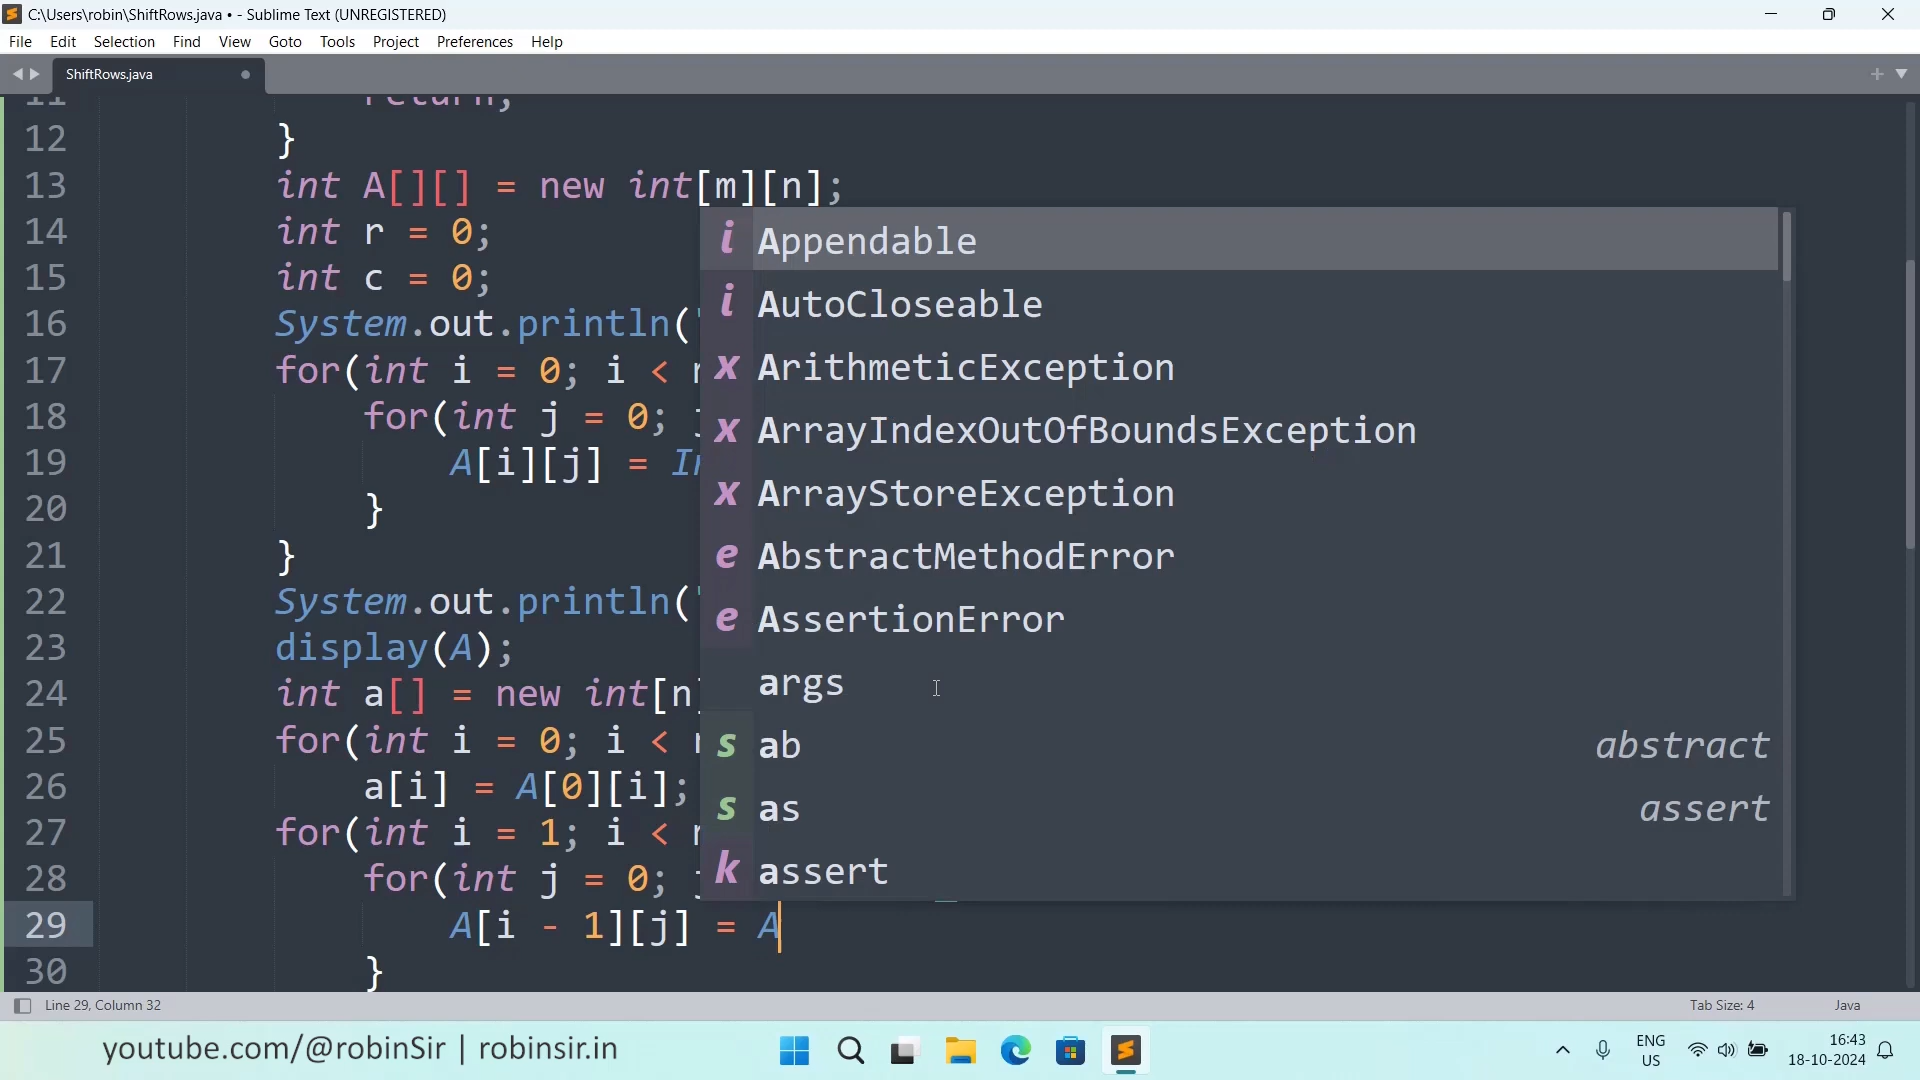 C:\Users\robin\ShiftRows.java • - Sublime Text (UNREGISTERED)
File Edit Selection Find View Goto Tools Project Preferences Help
ShiftRows.java
11 return;
12 }
13 int A[][] = new int[m][n];
14 int r = 0;
15 int c = 0;
16 System.out.println(
17 for(int i = 0; i <
18 for(int j = 0;
19 A[i][j] =
20 }
21 }
22 System.out.println(
23 display(A);
24 int a[] = new int[n
25 for(int i = 0; i <
26 a[i] = A[0][i];
27 for(int i = 1; i <
28 for(int j = 0;
29 A[i - 1][j] = A
30 }
i Appendable
i AutoCloseable
x ArithmeticException
x ArrayIndexOutOfBoundsException
x ArrayStoreException
e AbstractMethodError
e AssertionError
args
s ab abstract
s as assert
k assert
Line 29, Column 32
Tab Size: 4 Java
youtube.com/@robinSir | robinsir.in
ENG
US
16:43
18-10-2024